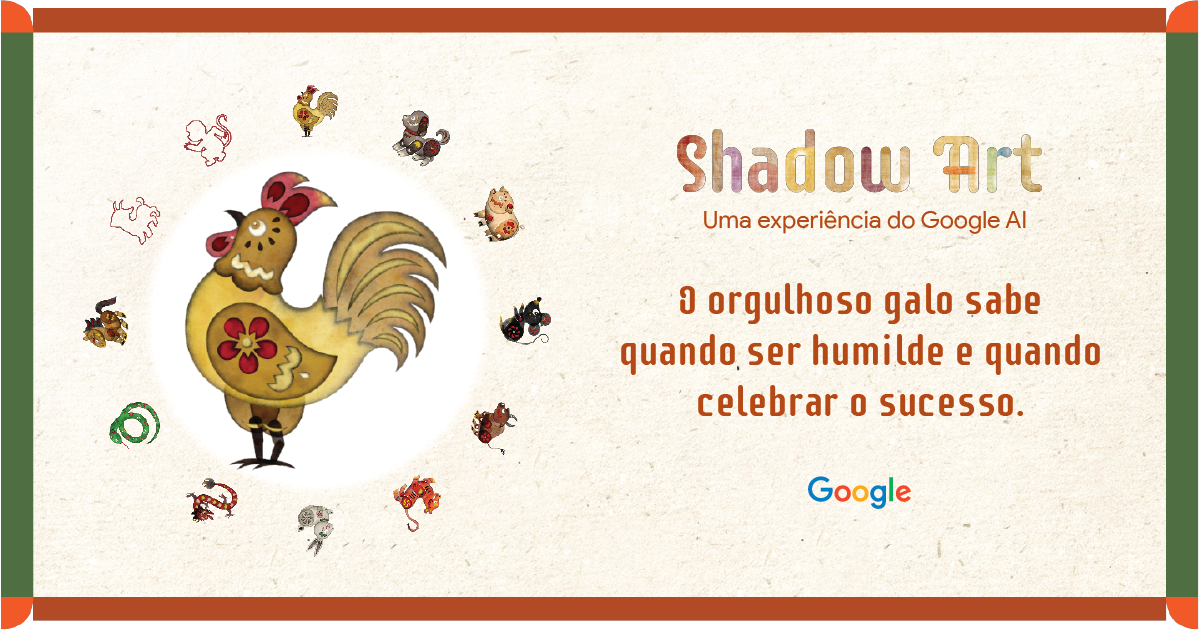 Shadow Art
Uma experiência do Google AI
O orgulhoso galo sabe
quando ser humilde e quando
celebrar o sucesso.
Google